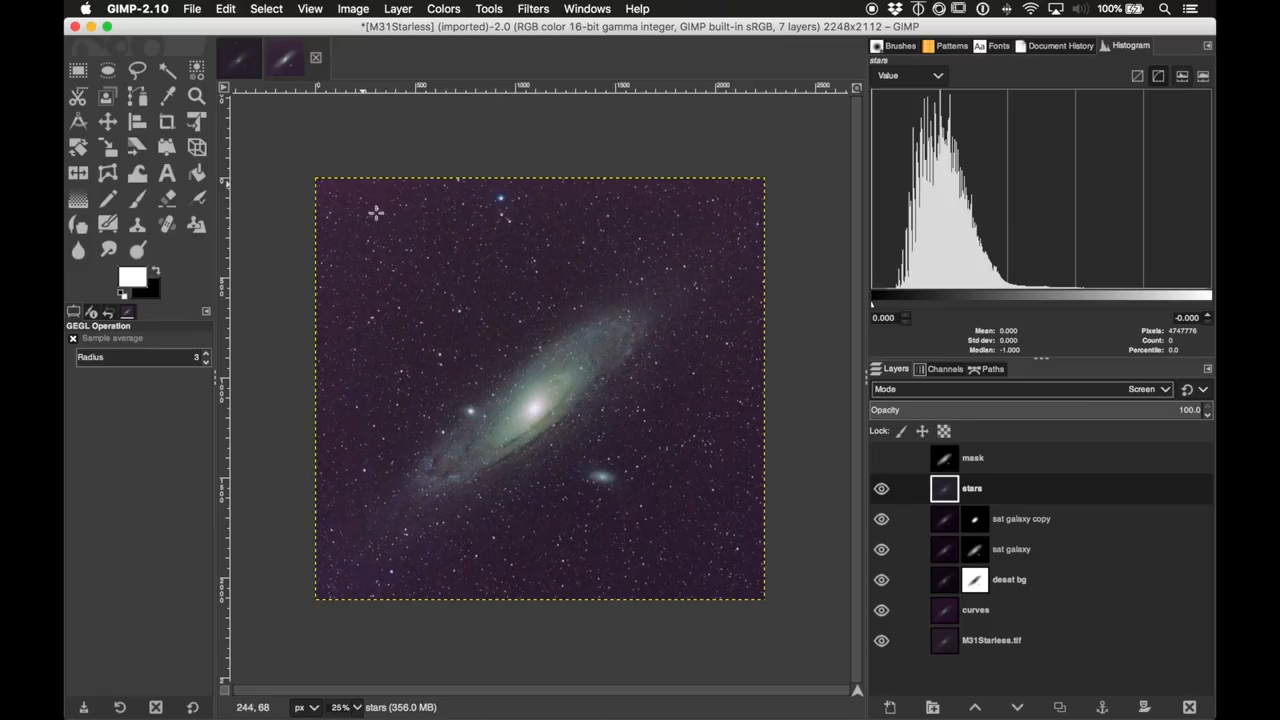 GIMP-2.10 File Edit Select View Image Layer Colors Tools Filters Windows Help 100%
*[M31Starless] (imported)-2.0 (RGB color 16-bit gamma integer, GIMP built-in sRGB, 7 layers) 2248x2112 – GIMP
Brushes Patterns Aa Fonts Document History Histogram
stars
Value
0 500 1000 1500 2000 2500
0.000 -0.000
Mean: 0.000 Pixels: 4747776
Std dev: 0.000 Count: 0
Median: -1.000 Percentile: 0.0
GEGL Operation
Sample average
Radius 3
Layers Channels Paths
Mode Screen
Opacity 100.0
Lock:
mask
stars
sat galaxy copy
sat galaxy
desat bg
curves
M31Starless.tif
244, 68 px 25% stars (356.0 MB)